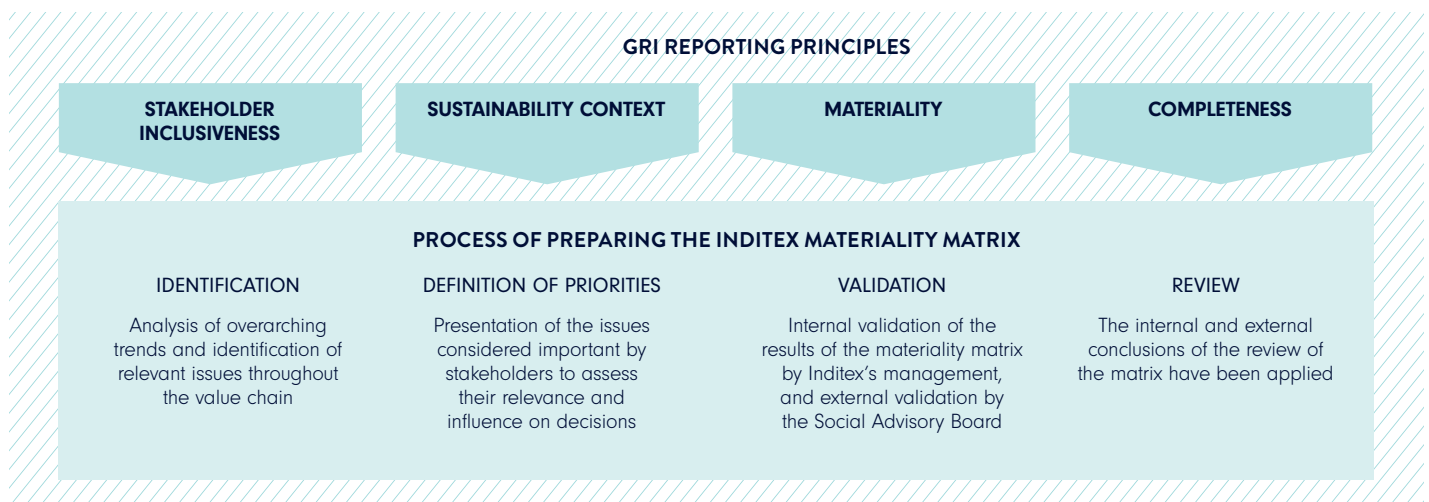 GRI REPORTING PRINCIPLES
STAKEHOLDER
INCLUSIVENESS
SUSTAINABILITY CONTEXT
MATERIALITY
COMPLETENESS
PROCESS OF PREPARING THE INDITEX MATERIALITY MATRIX
IDENTIFICATION
Analysis of overarching
trends and identification of
relevant issues throughout
the value chain
DEFINITION OF PRIORITIES
Presentation of the issues
considered important by
stakeholders to assess
their relevance and
influence on decisions
VALIDATION
Internal validation of the
results of the materiality matrix
by Inditex’s management,
and external validation by
the Social Advisory Board
REVIEW
The internal and external
conclusions of the review of
the matrix have been applied